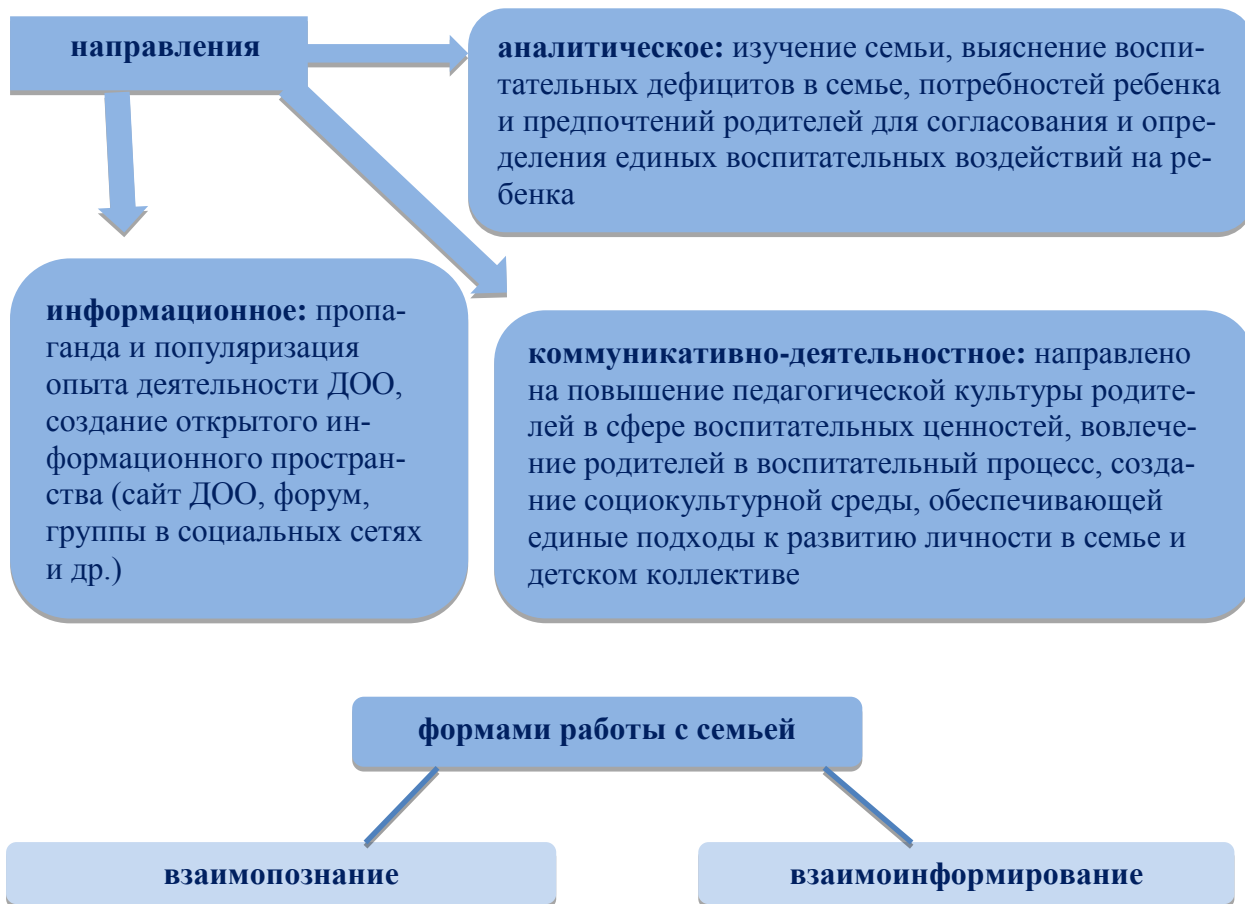 направления
аналитическое: изучение семьи, выяснение воспи-
тательных дефицитов в семье, потребностей ребенка
и предпочтений родителей для согласования и опре-
деления единых воспитательных воздействий на ре-
бенка
информационное: пропа-
ганда и популяризация
опыта деятельности ДОО,
создание открытого ин-
формационного простран-
ства (сайт ДОО, форум,
группы в социальных сетях
и др.)
коммуникативно-деятельностное: направлено
на повышение педагогической культуры родите-
лей в сфере воспитательных ценностей, вовлече-
ние родителей в воспитательный процесс, созда-
ние социокультурной среды, обеспечивающей
единые подходы к развитию личности в семье и
детском коллективе
формами работы с семьей
взаимопознание
взаимоинформирование